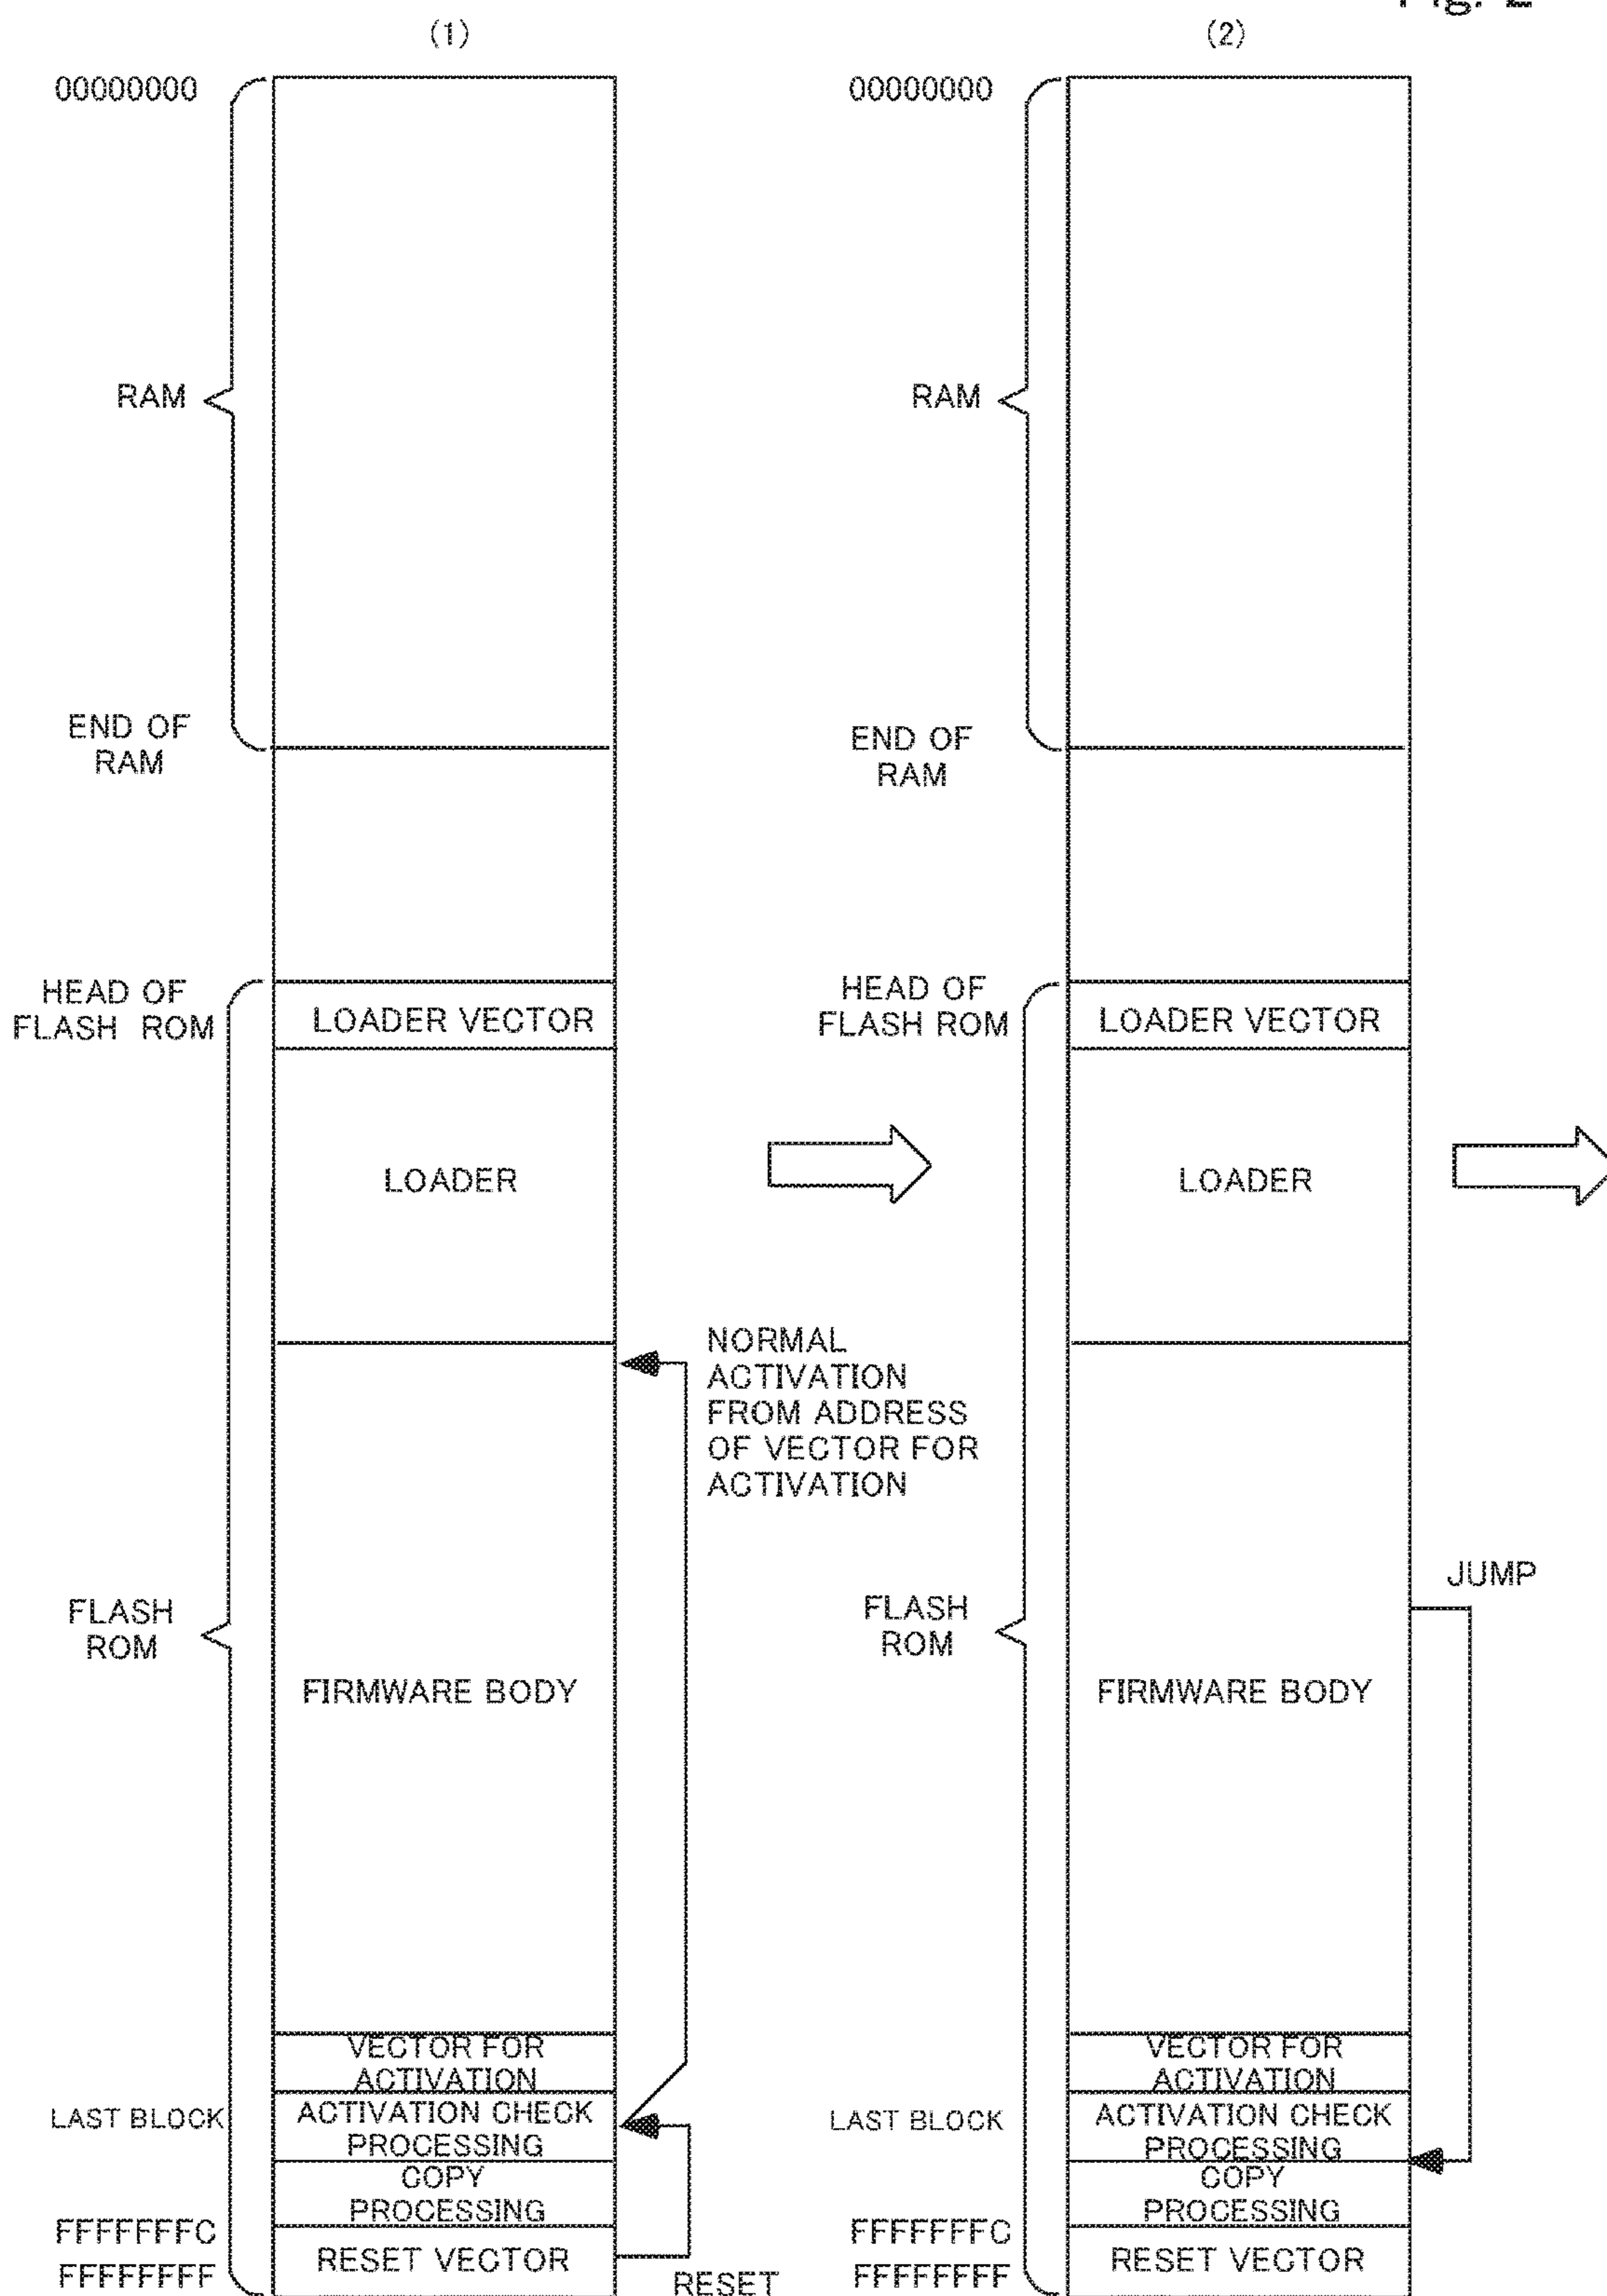 Fig. 2
(1)
00000000
RAM
END OF
RAM
HEAD OF
FLASH ROM
LOADER VECTOR
LOADER
NORMAL
ACTIVATION
FROM ADDRESS
OF VECTOR FOR
ACTIVATION
FLASH
ROM
FIRMWARE BODY
VECTOR FOR
ACTIVATION
LAST BLOCK
ACTIVATION CHECK
PROCESSING
COPY
PROCESSING
FFFFFFFC
FFFFFFFF
RESET VECTOR
RESET
(2)
00000000
RAM
END OF
RAM
HEAD OF
FLASH ROM
LOADER VECTOR
LOADER
JUMP
FLASH
ROM
FIRMWARE BODY
VECTOR FOR
ACTIVATION
LAST BLOCK
ACTIVATION CHECK
PROCESSING
COPY
PROCESSING
FFFFFFFC
FFFFFFFF
RESET VECTOR